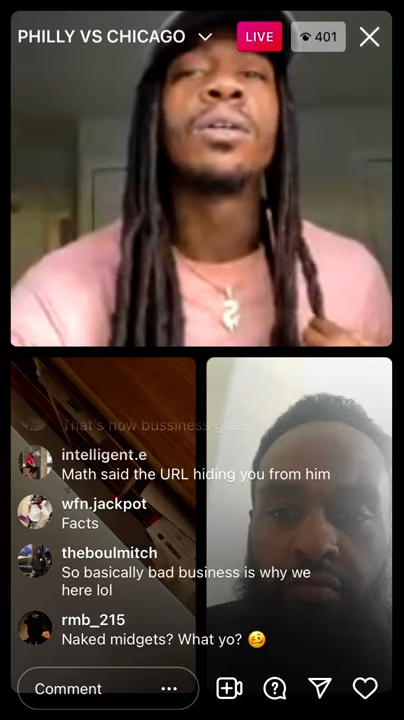 PHILLY VS CHICAGO
LIVE
401
That's how bussiness goes
intelligent.e
Math said the URL hiding you from him
wfn.jackpot
Facts
theboulmitch
So basically bad business is why we
here lol
rmb_215
Naked midgets? What yo? 🥴
Comment